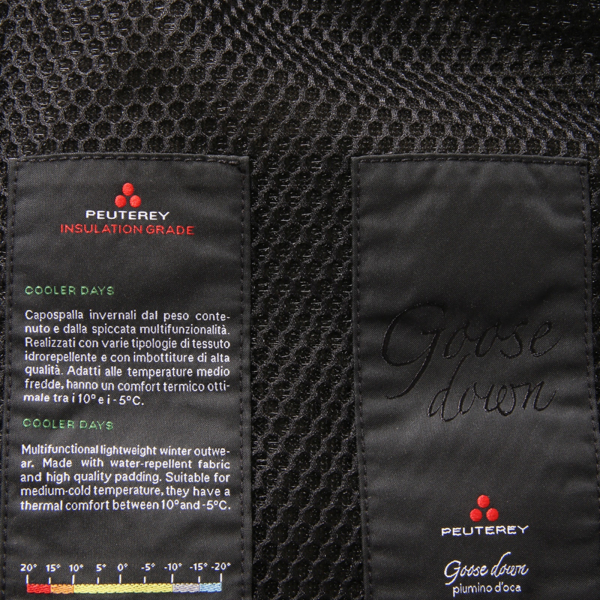 PEUTEREY
INSULATION GRADE
COOLER DAYS
Capospalla invernali dal peso conte-
nuto e dalla spiccata multifunzionalità.
Realizzati con varie tipologie di tessuto
idrorepellente e con imbottiture di alta
qualità. Adatti alle temperature medio
fredde, hanno un comfort termico otti-
male tra i 10° e i -5°C.
COOLER DAYS
Multifunctional lightweight winter outwe-
ar. Made with water-repellent fabric
and high quality padding. Suitable for
medium-cold temperature, they have a
thermal comfort between 10° and -5°C.
20° 15° 10° 5° 0° -5° -10° -15° -20°
Goose
down
PEUTEREY
Goose down
piumino d'oca